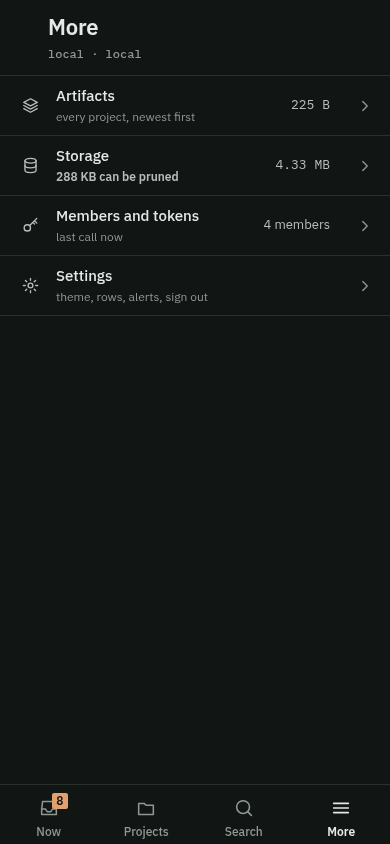 More
local · local
Artifacts
every project, newest first
225 B
Storage
288 KB can be pruned
4.33 MB
Members and tokens
last call now
4 members
Settings
theme, rows, alerts, sign out
8
Now
Projects
Search
More